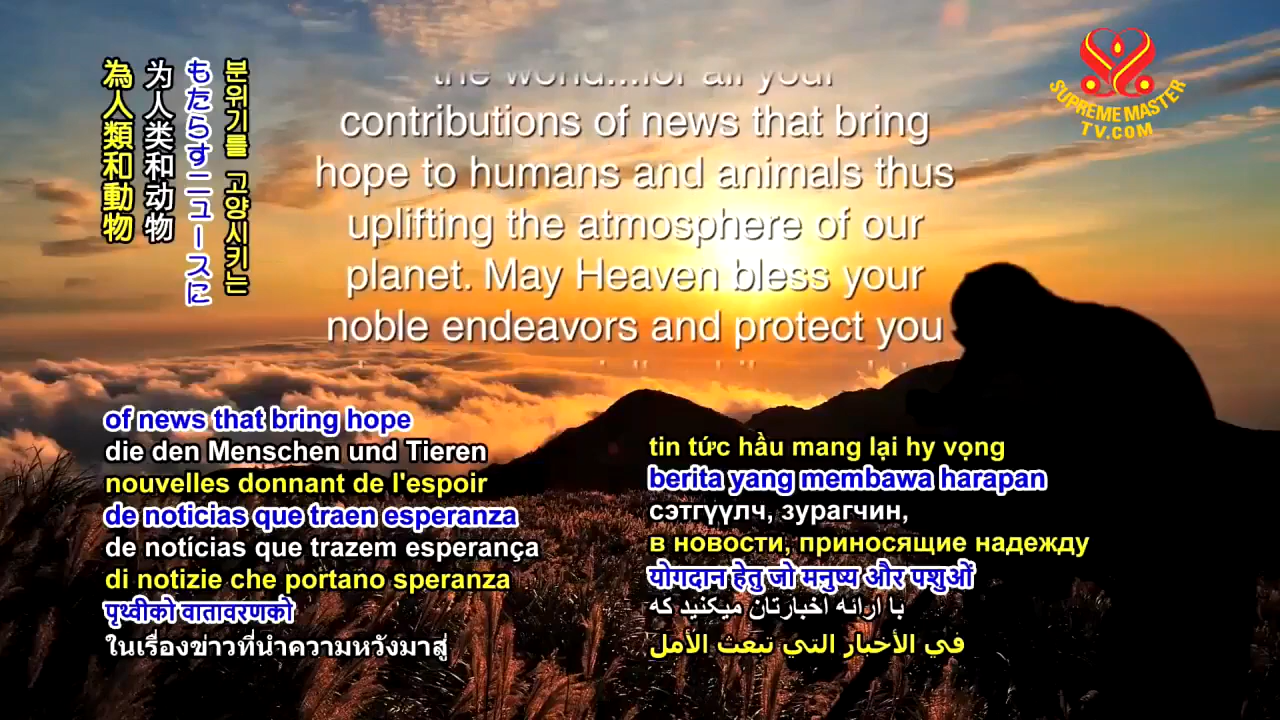 為人類和動物
为人类和动物
もたらすニュースに
분위기를 고양시키는
the world...for all your
contributions of news that bring
hope to humans and animals thus
uplifting the atmosphere of our
planet. May Heaven bless your
noble endeavors and protect you
SUPREME MASTER
TV.COM
of news that bring hope
die den Menschen und Tieren
nouvelles donnant de l'espoir
de noticias que traen esperanza
de notícias que trazem esperança
di notizie che portano speranza
पृथ्वीको वातावरणको
ในเรื่องข่าวที่นำความหวังมาสู่
tin tức hầu mang lại hy vọng
berita yang membawa harapan
сэтгүүлч, зурагчин,
в новости, приносящие надежду
योगदान हेतु जो मनुष्य और पशुओं
با ارائه اخبارتان میکنید که
في الأخبار التي تبعث الأمل